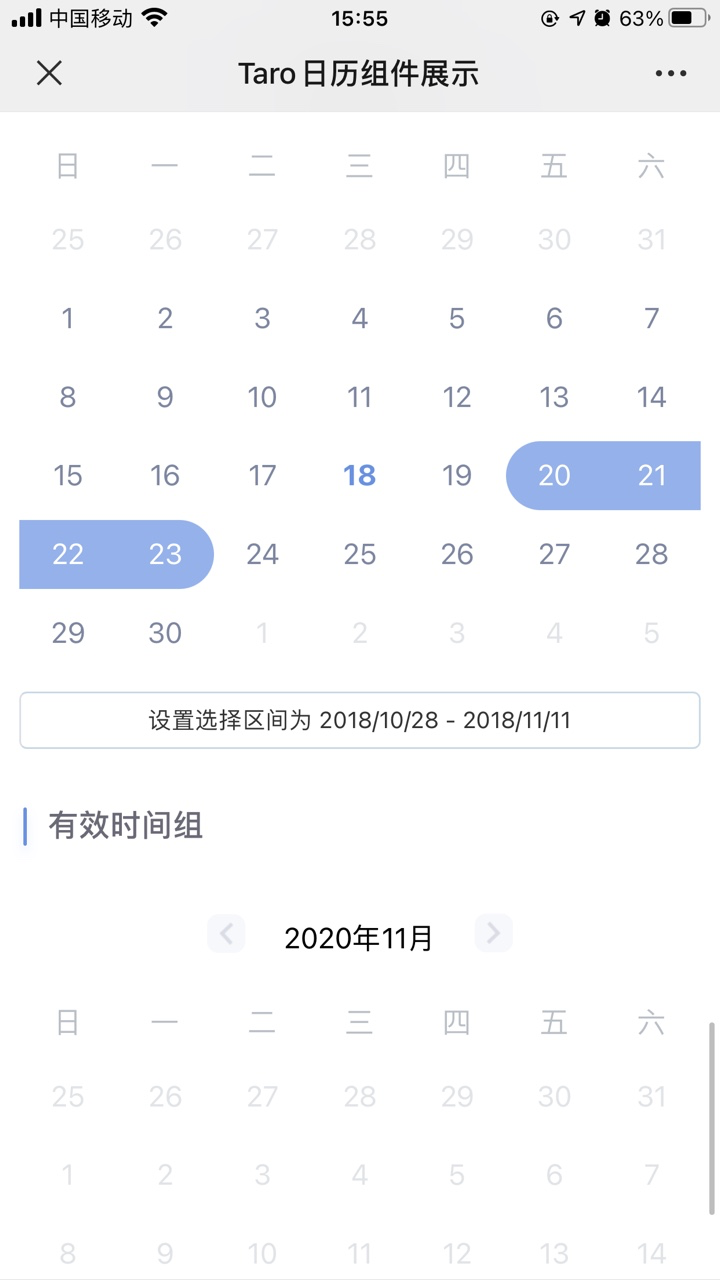 中国移动 15:55 63%
Taro日历组件展示
日 一 二 三 四 五 六
25 26 27 28 29 30 31
1 2 3 4 5 6 7
8 9 10 11 12 13 14
15 16 17 18 19 20 21
22 23 24 25 26 27 28
29 30 1 2 3 4 5
设置选择区间为 2018/10/28 - 2018/11/11
有效时间组
2020年11月
日 一 二 三 四 五 六
25 26 27 28 29 30 31
1 2 3 4 5 6 7
8 9 10 11 12 13 14